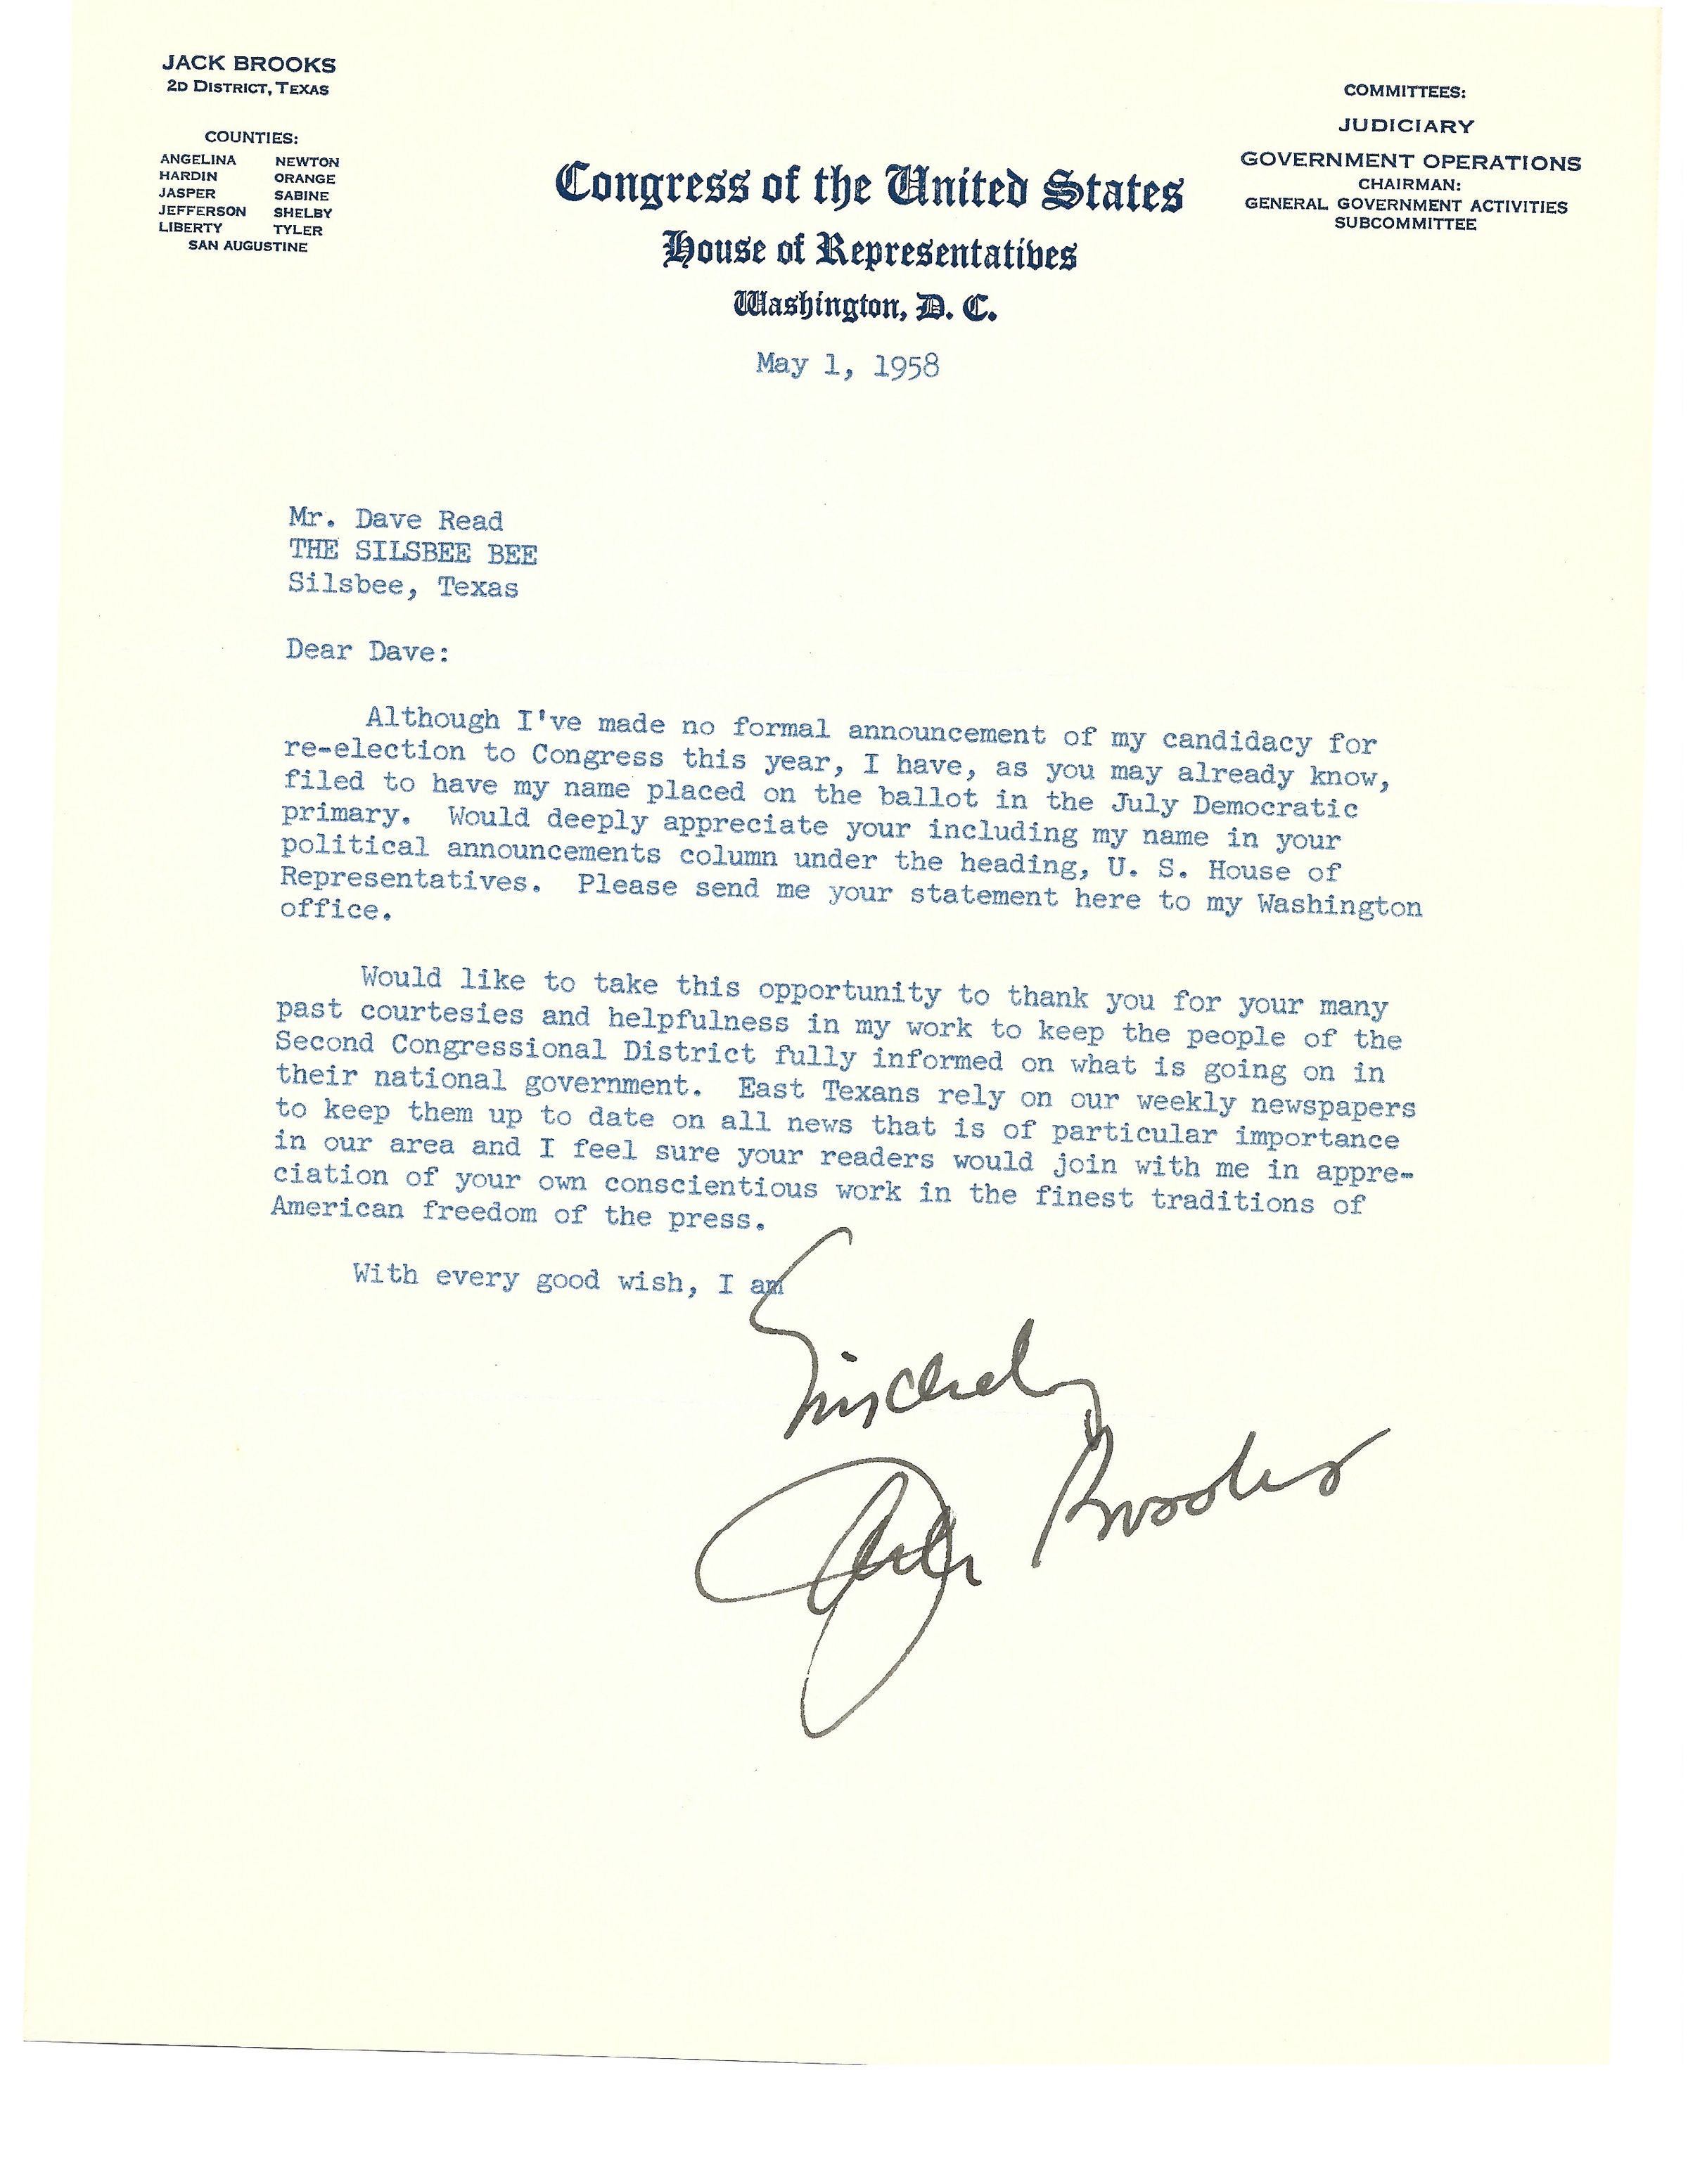 JACK BROOKS
2D DISTRICT, TEXAS
COUNTIES:
ANGELINA NEWTON
HARDIN ORANGE
JASPER SABINE
JEFFERSON SHELBY
LIBERTY TYLER
SAN AUGUSTINE
COMMITTEES:
JUDICIARY
GOVERNMENT OPERATIONS
CHAIRMAN:
GENERAL GOVERNMENT ACTIVITIES
SUBCOMMITTEE
Congress of the United States
House of Representatives
Washington, D. C.
May 1, 1958
Mr. Dave Read
THE SILSBEE BEE
Silsbee, Texas
Dear Dave:
Although I've made no formal announcement of my candidacy for
re-election to Congress this year, I have, as you may already know,
filed to have my name placed on the ballot in the July Democratic
primary. Would deeply appreciate your including my name in your
political announcements column under the heading, U. S. House of
Representatives. Please send me your statement here to my Washington
office.
Would like to take this opportunity to thank you for your many
past courtesies and helpfulness in my work to keep the people of the
Second Congressional District fully informed on what is going on in
their national government. East Texans rely on our weekly newspapers
to keep them up to date on all news that is of particular importance
in our area and I feel sure your readers would join with me in appre-
ciation of your own conscientious work in the finest traditions of
American freedom of the press.
With every good wish, I am
Sincerely
Jack Brooks